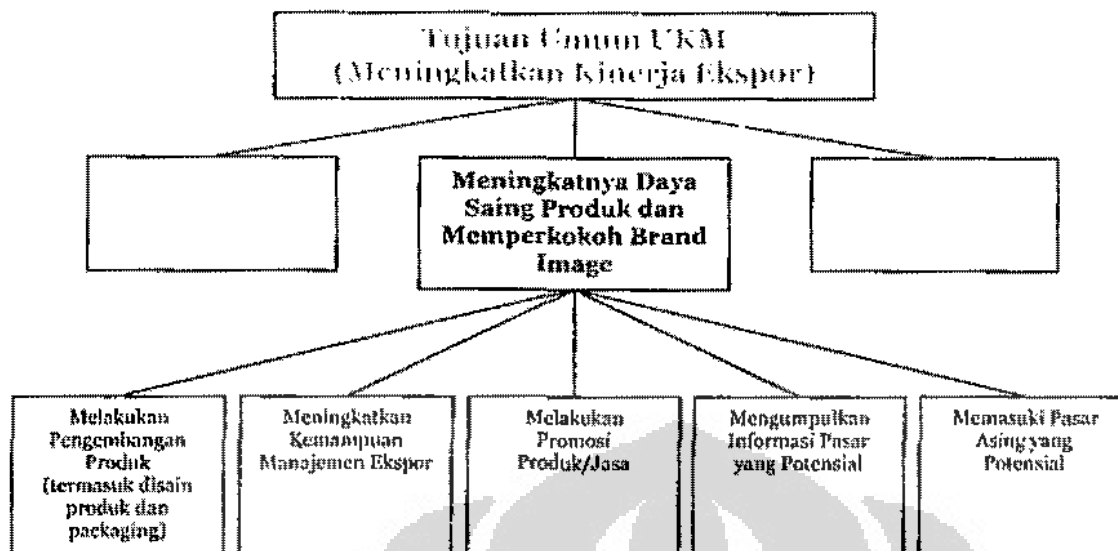 Tujuan Umum UKM
(Meningkatkan Kinerja Ekspor)
Meningkatnya Daya
Saing Produk dan
Memperkokoh Brand
Image
Melakukan
Pengembangan
Produk
(termasuk disain
produk dan
packaging)
Meningkatkan
Kemampuan
Manajemen Ekspor
Melakukan
Promosi
Produk/Jasa
Mengumpulkan
Informasi Pasar
yang Potensial
Memasuki Pasar
Asing yang
Potensial